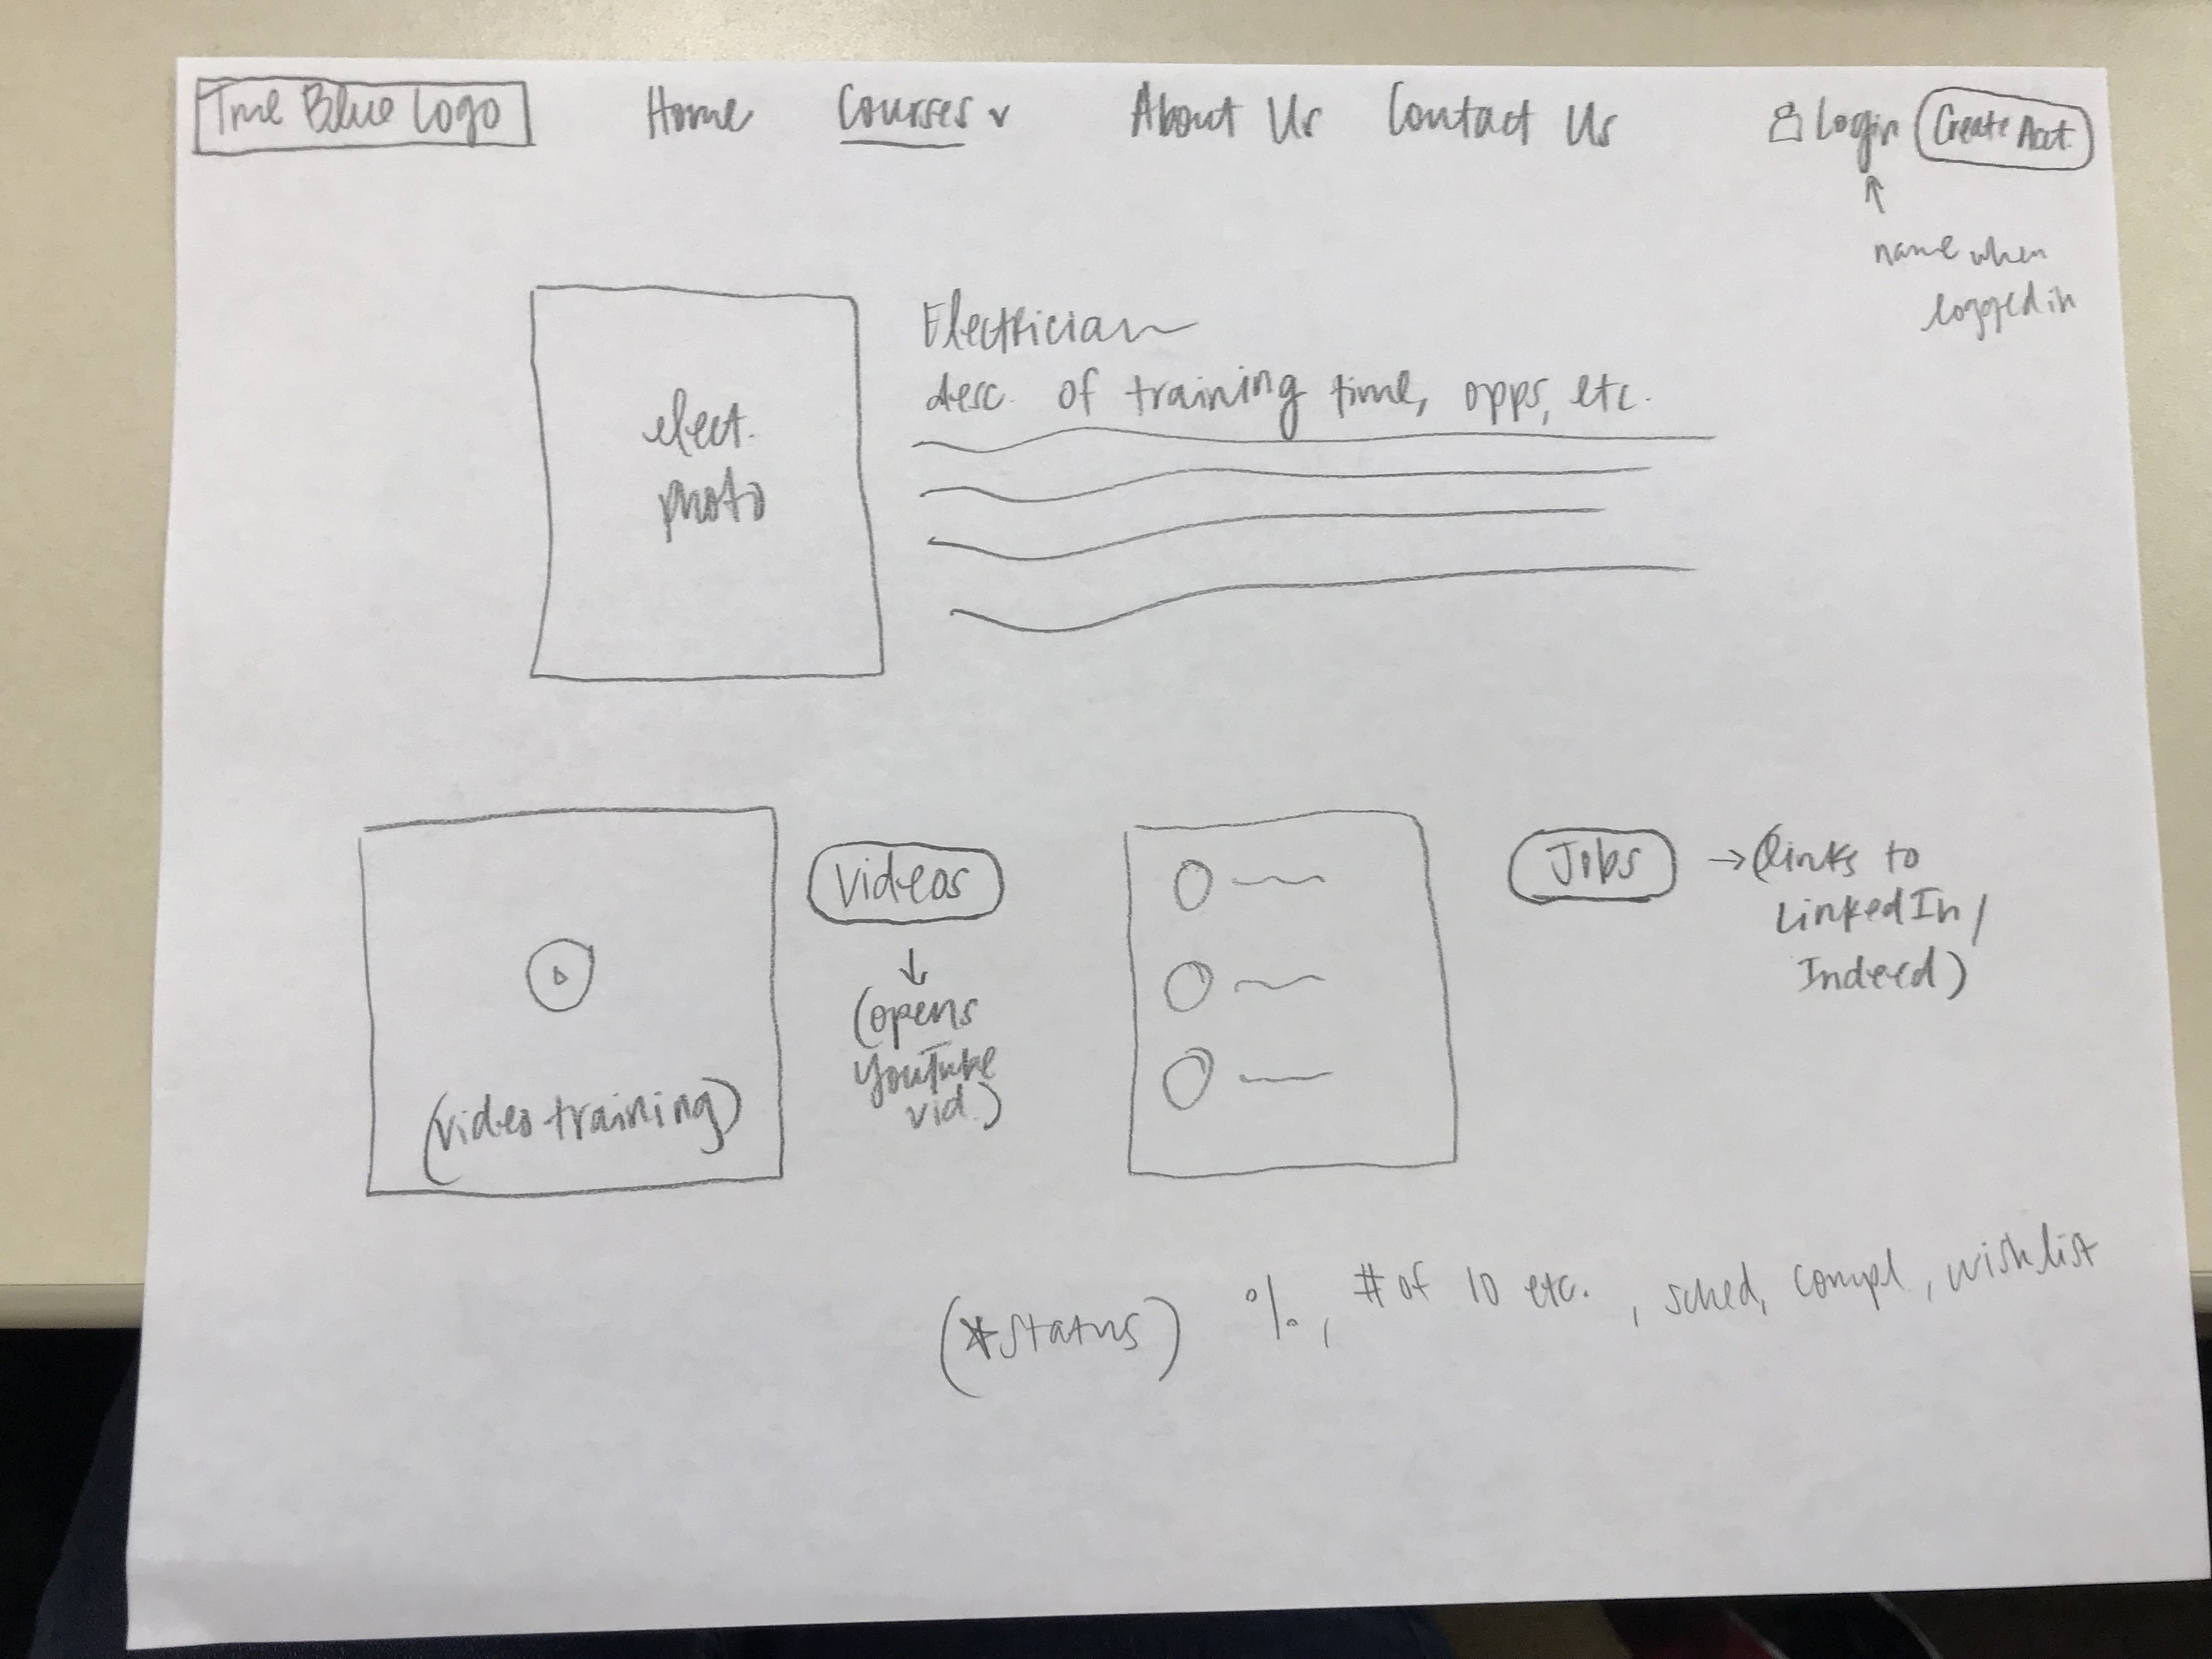 True Blue Logo Home Courses ∨ About Us Contact Us Login Create Acct
↑
name when
logged in
elect.
photo
Electrician
desc. of training time, opps, etc.
Videos
↓
(opens
youtube
vid.)
(video training)
Jobs → (links to
LinkedIn/
Indeed)
(*status) %, # of 10 etc. , sched, compl, wishlist